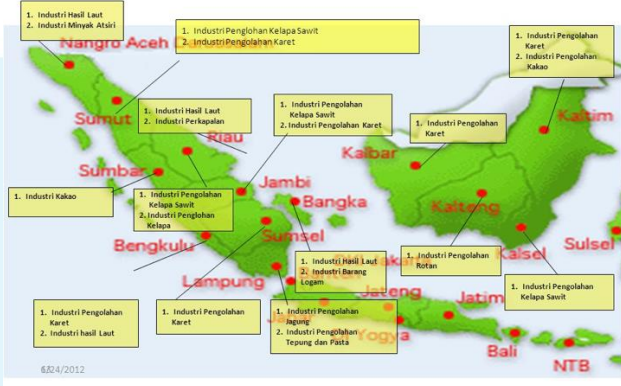 1. Industri Hasil Laut
2. Industri Minyak Atsiri
1. Industri Penglohan Kelapa Sawit
2. Industri Pengolahan Karet
Nangro Aceh
1. Industri Pengolahan
Karet
2. Industri Pengolahan
Kakao
Sumut
1. Industri Hasil Laut
2. Industri Perkapalan
1. Industri Pengolahan
Kelapa Sawit
2. Industri Pengolahan Karet
1. Industri Pengolahan
Karet
Kaltim
Riau
Kalbar
Sumbar
Jambi
Bangka
1. Industri Kakao
1. Industri Pengolahan
Kelapa Sawit
2. Industri Penglohan
Kelapa
Kalteng
Sumsel
Bengkulu
Kalsel
Sulsel
1. Industri Hasil Laut
2. Industri Barang
Logam
1. Industri Pengolahan
Rotan
Lampung
1. Industri Pengolahan
Kelapa Sawit
Jateng
Jatim
1. Industri Pengolahan
Karet
2. Industri hasil Laut
1. Industri Pengolahan
Karet
1. Industri Pengolahan
Jagung
2. Industri Pengolahan
Tepung dan Pasta
Yogya
Bali
NTB
/24/2012